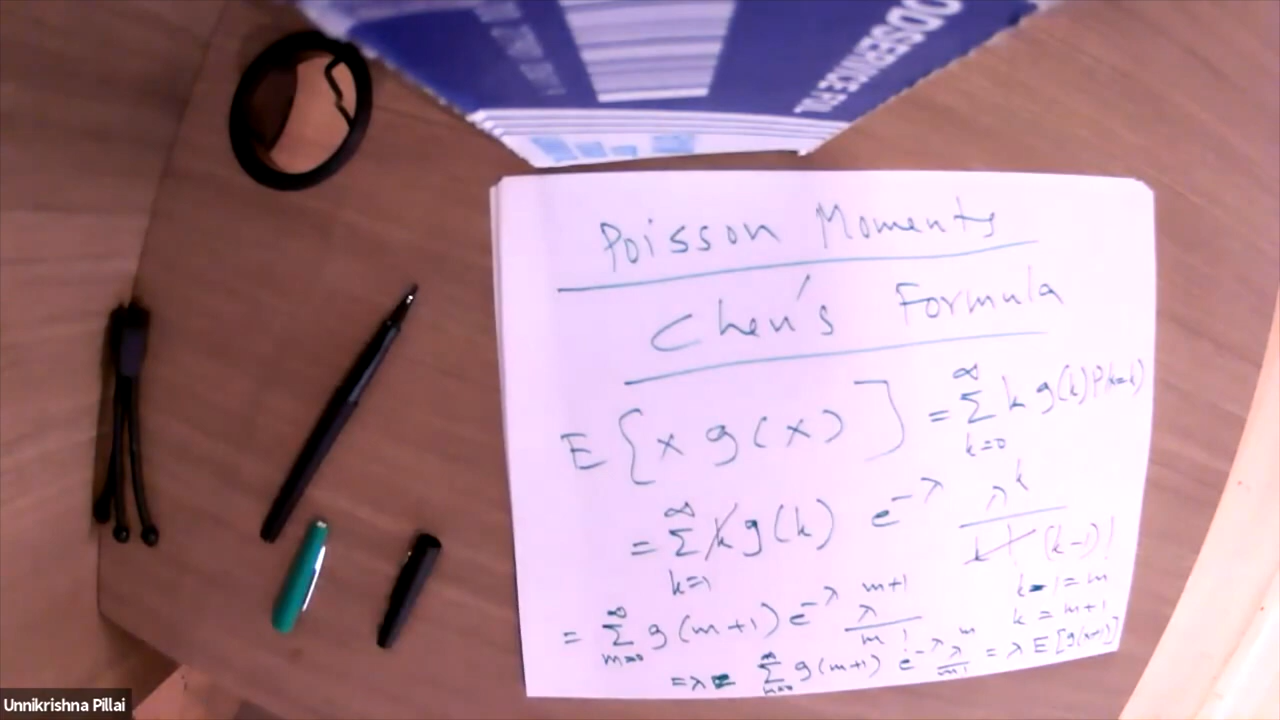 Poisson Moments
Chen's Formula
E[x g(x)] = ∞ Σ k=0 k g(k) P(x=k)
= ∞ Σ k=1 k g(k) e^-λ λ^k / k! (k-1)!
k-1=m
k=m+1
= ∞ Σ m=0 g(m+1) e^-λ λ^m+1 / m!
=λ ∞ Σ m=0 g(m+1) e^-λ λ^m / m! = λ E[g(x+1)]
Unnikrishna Pillai